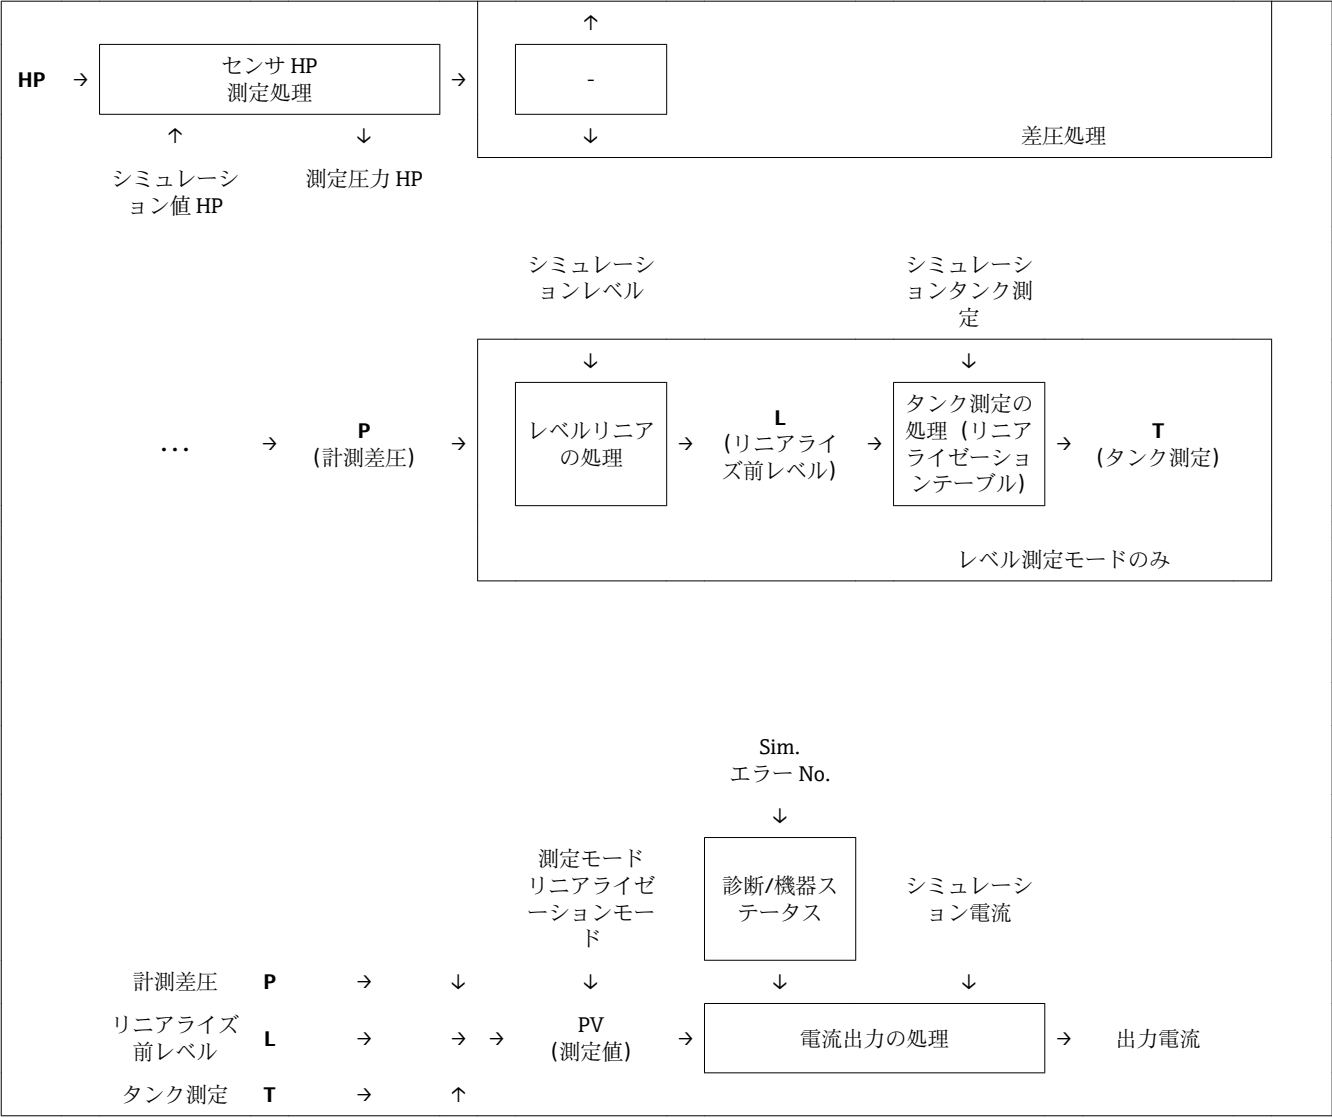 ↑
HP → センサ HP → -
測定処理
↑ ↓ ↓ 差圧処理
シミュレーシ 測定圧力 HP
ョン値 HP
シミュレーシ
ョンレベル
シミュレーシ
ョンタンク測
定
↓ ↓
... → P →
(計測差圧)
レベルリニア →
の処理
L →
(リニアライ
ズ前レベル)
タンク測定の
処理 (リニア
ライゼーショ
ンテーブル)
→ T
(タンク測定)
レベル測定モードのみ
Sim.
エラー No.
↓
測定モード
リニアライゼ
ーションモー
ド
診断/機器ス
テータス
シミュレーシ
ョン電流
計測差圧 P → ↓ ↓ ↓ ↓
リニアライズ
前レベル L → → →
PV
(測定値)
→ 電流出力の処理 → 出力電流
タンク測定 T → ↑